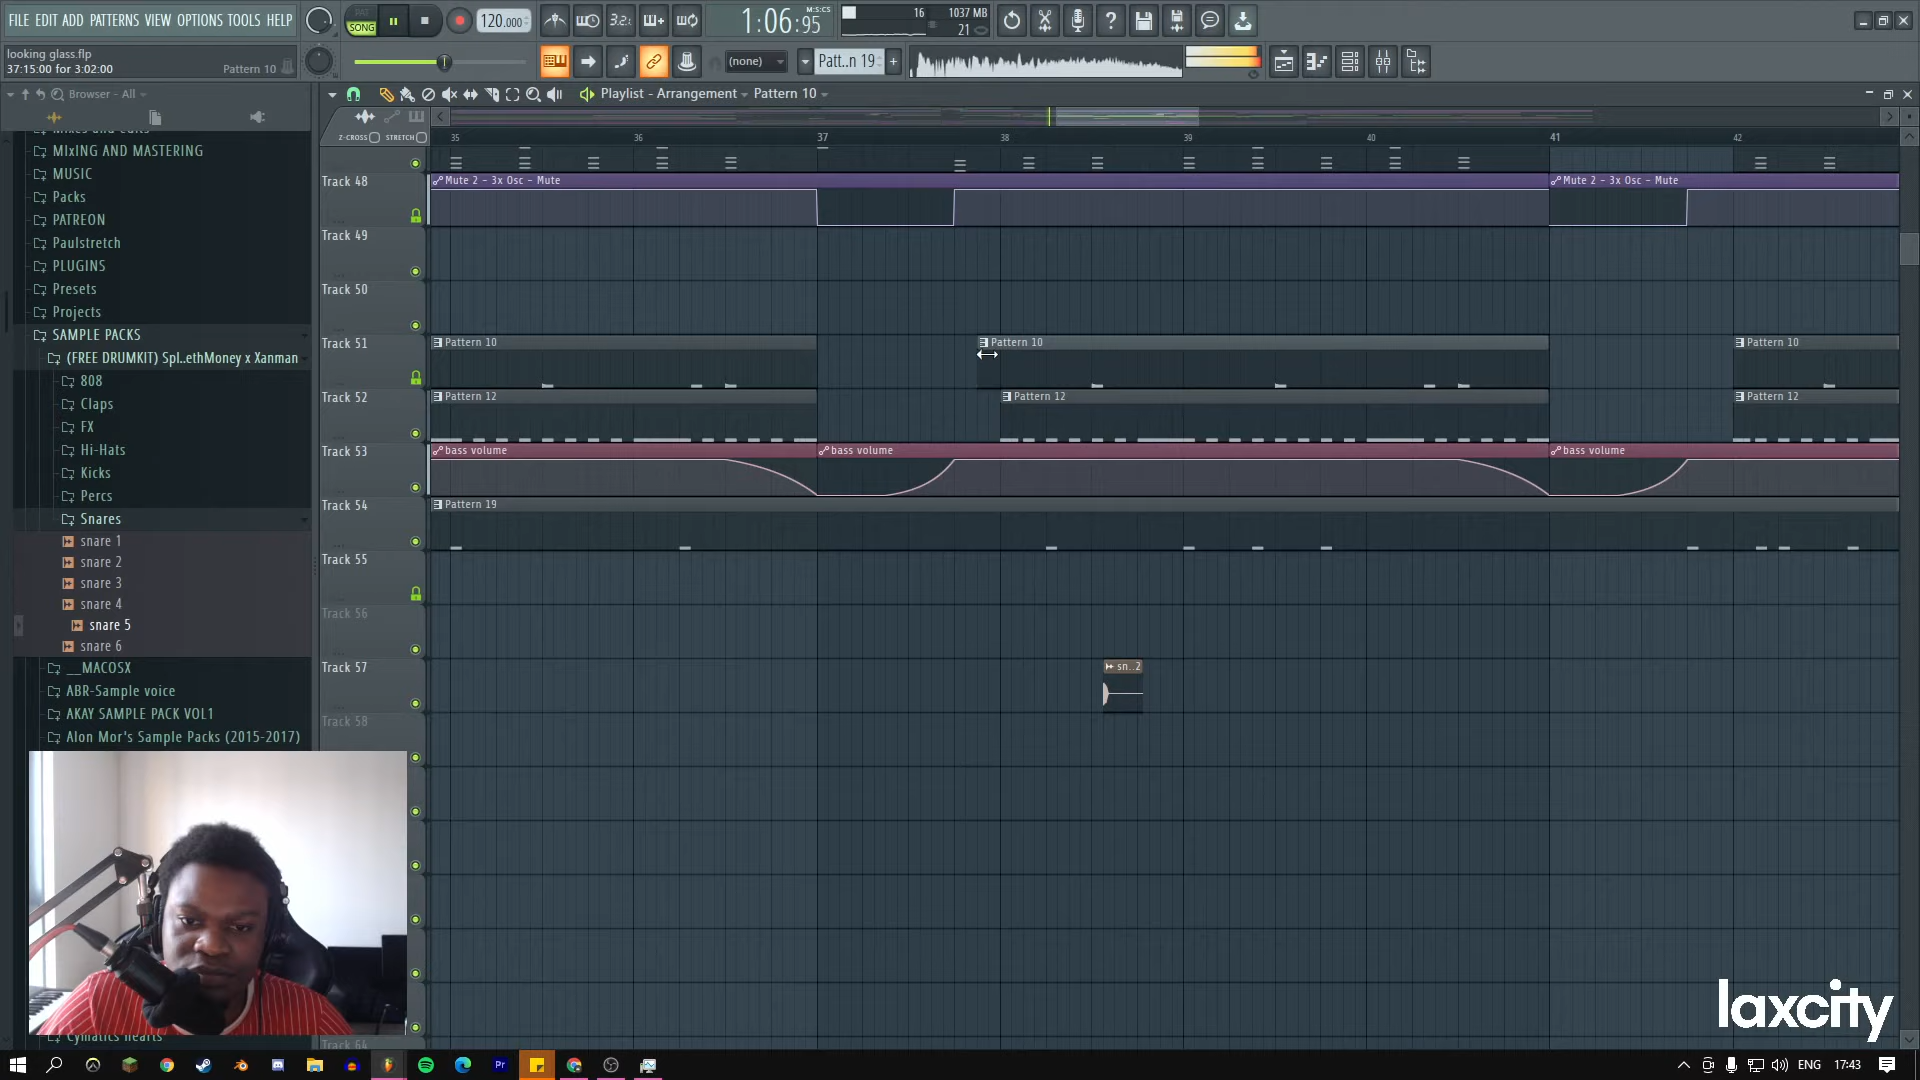 FILE EDIT ADD PATTERNS VIEW OPTIONS TOOLS HELP
SONG
120.000
3.2.
1:06:95
M:S:CS
16
1037 MB
21
looking glass.flp
37:15:00 for 3:02:00
Pattern 10
(none)
Patt..n 19
Browser - All
Playlist - Arrangement
Pattern 10
Z-CROSS
STRETCH
35
36
37
38
39
40
41
42
MIxING AND MASTERING
MUSIC
Packs
PATREON
Paulstretch
PLUGINS
Presets
Projects
SAMPLE PACKS
(FREE DRUMKIT) Spl..ethMoney x Xanman
808
Claps
FX
Hi-Hats
Kicks
Percs
Snares
snare 1
snare 2
snare 3
snare 4
snare 5
snare 6
__MACOSX
ABR-Sample voice
AKAY SAMPLE PACK VOL1
Alon Mor's Sample Packs (2015-2017)
Cymatics hearts
Track 48
Mute 2 - 3x Osc - Mute
Mute 2 - 3x Osc - Mute
Track 49
Track 50
Track 51
Pattern 10
Pattern 10
Pattern 10
Track 52
Pattern 12
Pattern 12
Pattern 12
Track 53
bass volume
bass volume
bass volume
Track 54
Pattern 19
Track 55
Track 56
Track 57
sn..2
Track 58
Track 64
laxcity
Pr
ENG
17:43